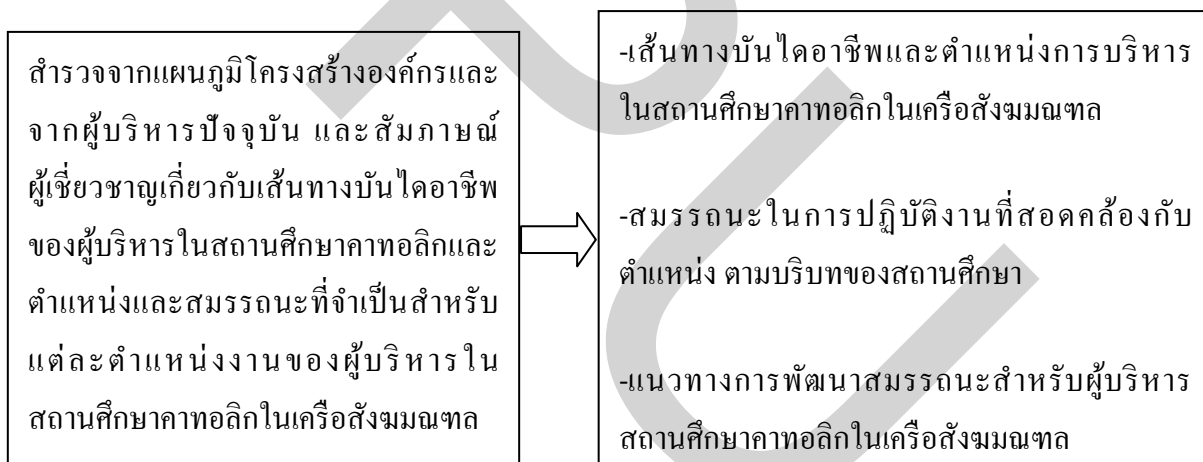 สำรวจจากแผนภูมิโครงสร้างองค์กรและ
จากผู้บริหารปัจจุบัน และสัมภาษณ์
ผู้เชี่ยวชาญเกี่ยวกับเส้นทางบันไดอาชีพ
ของผู้บริหารในสถานศึกษาคาทอลิกและ
ตำแหน่งและสมรรถนะที่จำเป็นสำหรับ
แต่ละตำแหน่งงานของผู้บริหารใน
สถานศึกษาคาทอลิกในเครือสังฆมณฑล
-เส้นทางบันไดอาชีพและตำแหน่งการบริหาร
ในสถานศึกษาคาทอลิกในเครือสังฆมณฑล
-สมรรถนะในการปฏิบัติงานที่สอดคล้องกับ
ตำแหน่ง ตามบริบทของสถานศึกษา
-แนวทางการพัฒนาสมรรถนะสำหรับผู้บริหาร
สถานศึกษาคาทอลิกในเครือสังฆมณฑล